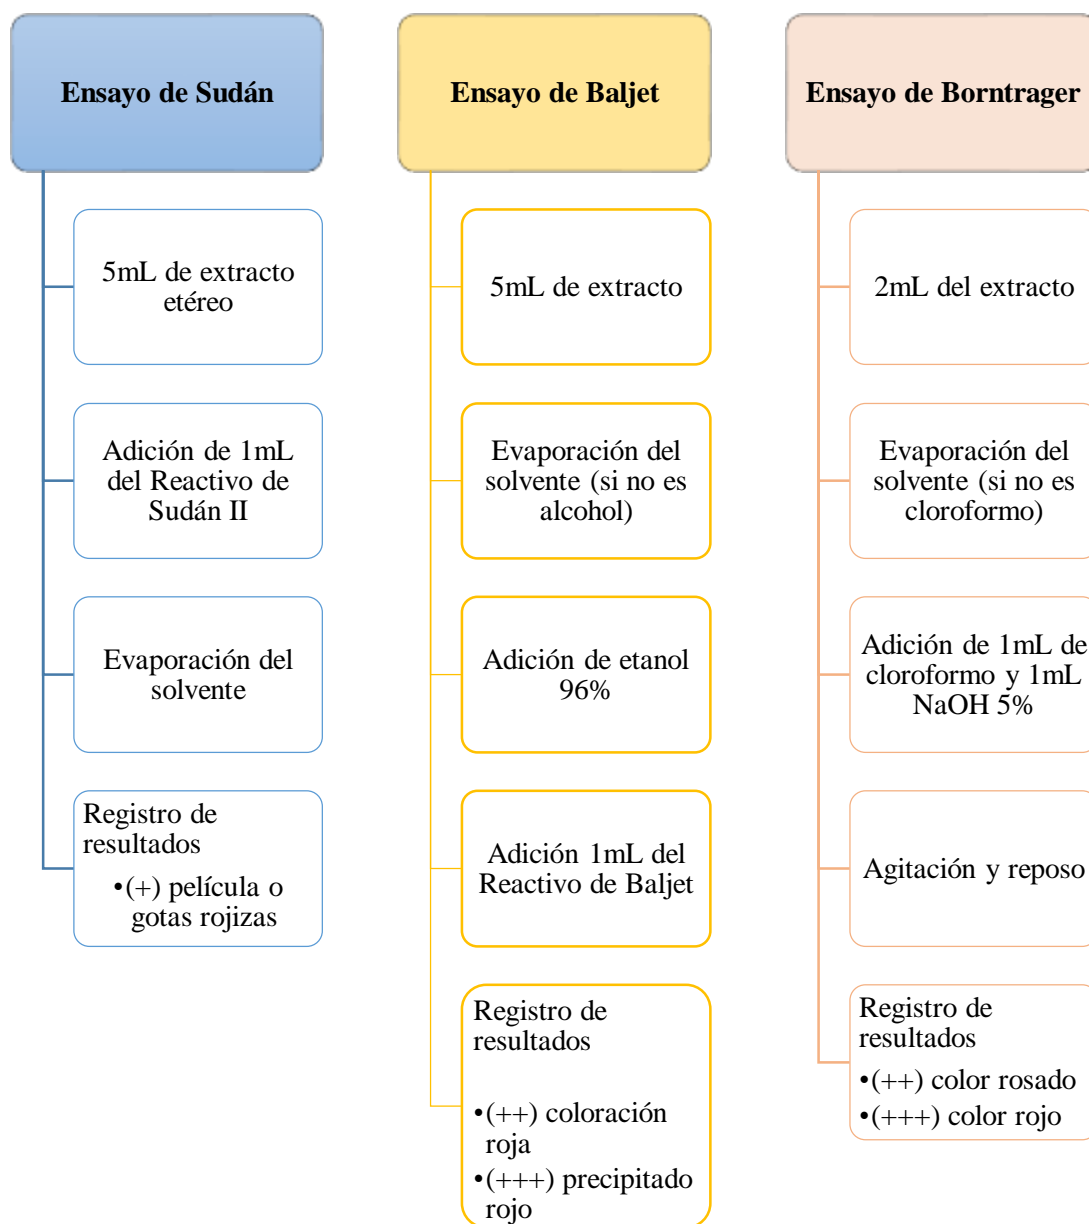 Ensayo de Sudán
5mL de extracto
etéreo
Adición de 1mL
del Reactivo de
Sudán II
Evaporación del
solvente
Registro de
resultados
•(+) película o
gotas rojizas
Ensayo de Baljet
5mL de extracto
Evaporación del
solvente (si no es
alcohol)
Adición de etanol
96%
Adición 1mL del
Reactivo de Baljet
Registro de
resultados
•(++) coloración
roja
•(+++) precipitado
rojo
Ensayo de Borntrager
2mL del extracto
Evaporación del
solvente (si no es
cloroformo)
Adición de 1mL de
cloroformo y 1mL
NaOH 5%
Agitación y reposo
Registro de
resultados
•(++) color rosado
•(+++) color rojo